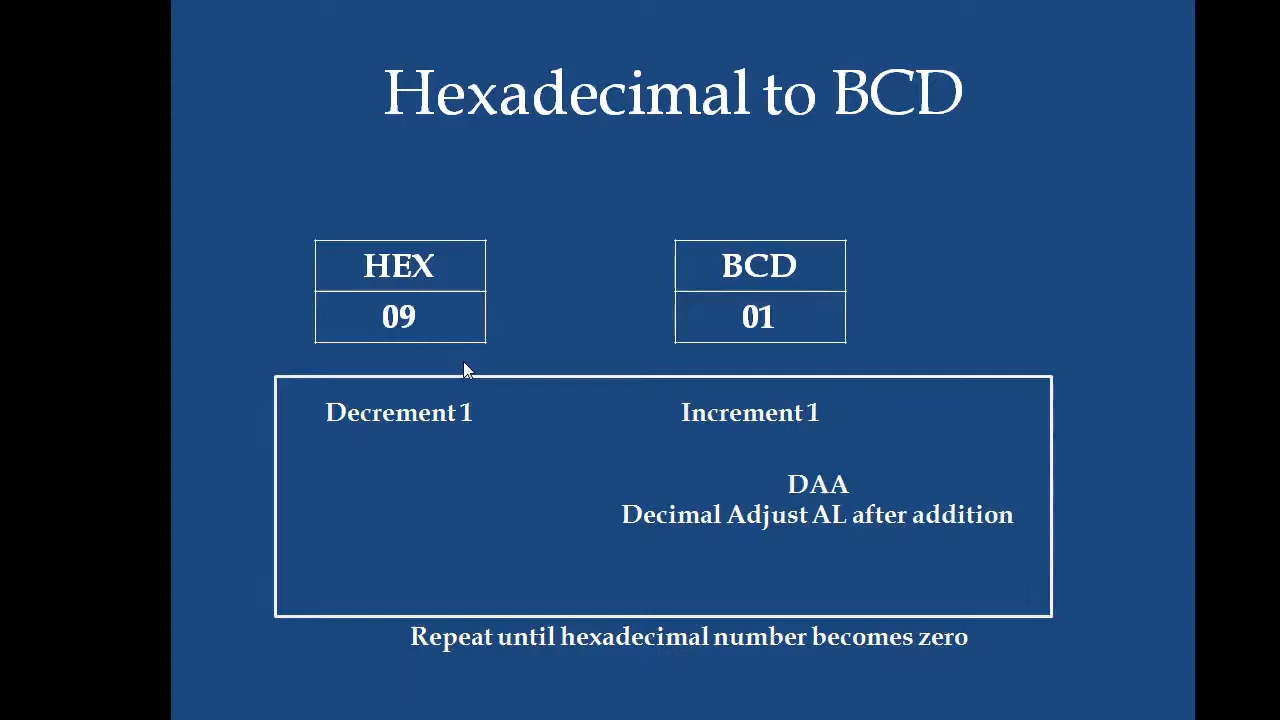 Hexadecimal to BCD
HEX
BCD
09
01
Decrement 1
Increment 1
DAA
Decimal Adjust AL after addition
Repeat until hexadecimal number becomes zero